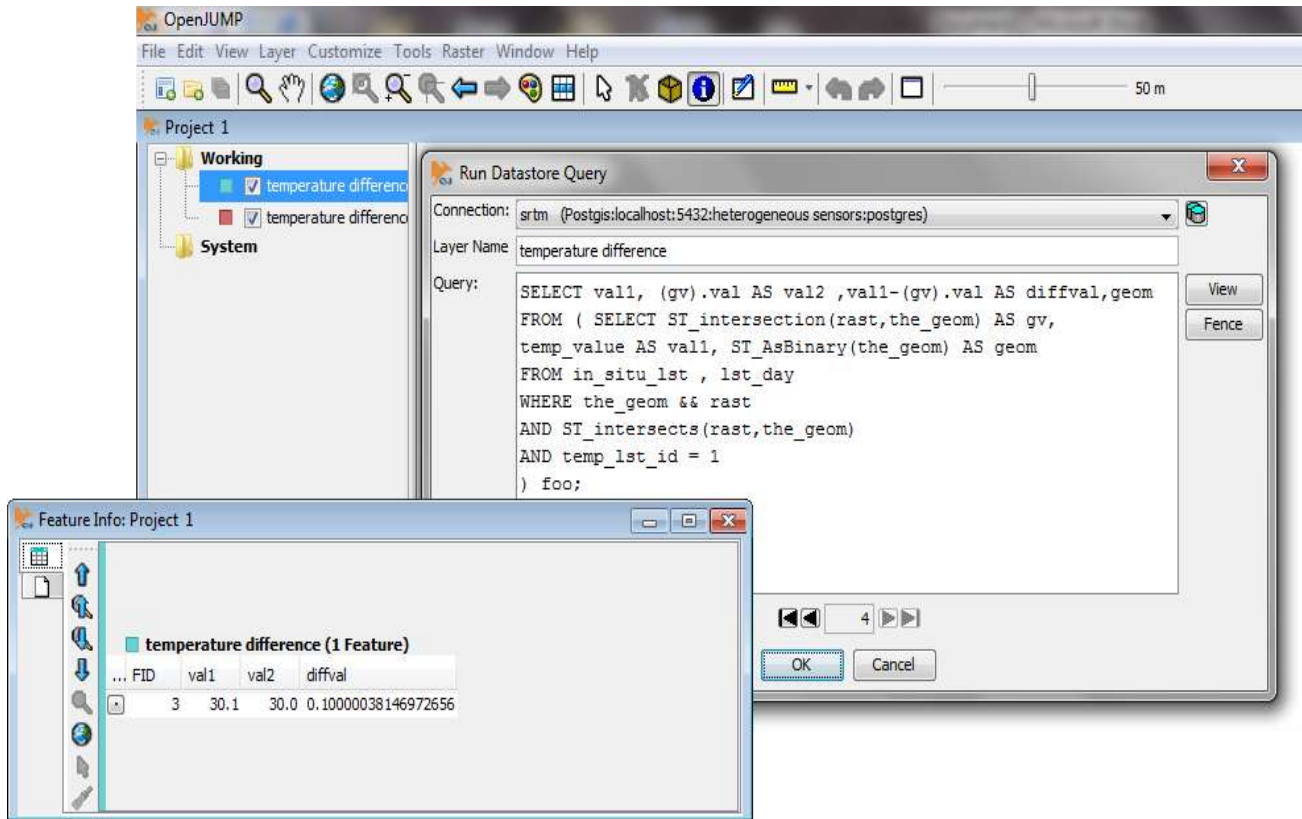 OpenJUMP
File Edit View Layer Customize Tools Raster Window Help
50 m
Project 1
Working
temperature difference
temperature difference
System
Run Datastore Query
Connection: srtm (Postgis:localhost:5432:heterogeneous sensors:postgres)
Layer Name temperature difference
Query:
SELECT val1, (gv).val AS val2 ,val1-(gv).val AS diffval,geom
FROM ( SELECT ST_intersection(rast,the_geom) AS gv,
temp_value AS val1, ST_AsBinary(the_geom) AS geom
FROM in_situ_lst , lst_day
WHERE the_geom && rast
AND ST_intersects(rast,the_geom)
AND temp_lst_id = 1
) foo;
View
Fence
4
OK Cancel
Feature Info: Project 1
temperature difference (1 Feature)
... FID val1 val2 diffval
3 30.1 30.0 0.10000038146972656